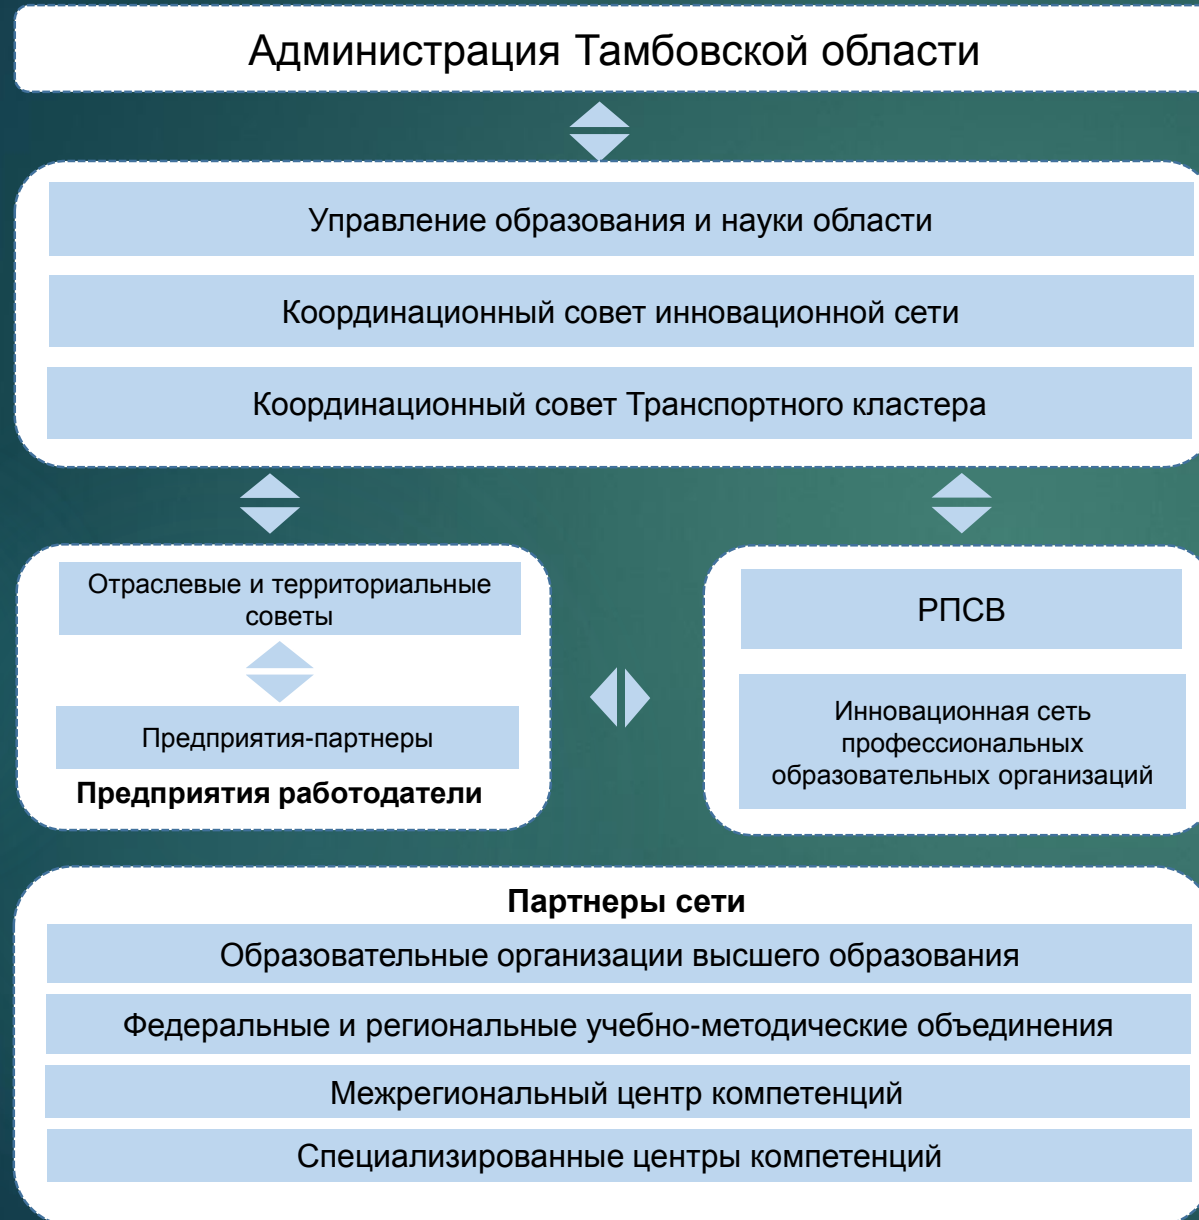 Администрация Тамбовской области
Управление образования и науки области
Координационный совет инновационной сети
Координационный совет Транспортного кластера
Отраслевые и территориальные
советы
Предприятия-партнеры
Предприятия работодатели
РПСВ
Инновационная сеть
профессиональных
образовательных организаций
Партнеры сети
Образовательные организации высшего образования
Федеральные и региональные учебно-методические объединения
Межрегиональный центр компетенций
Специализированные центры компетенций